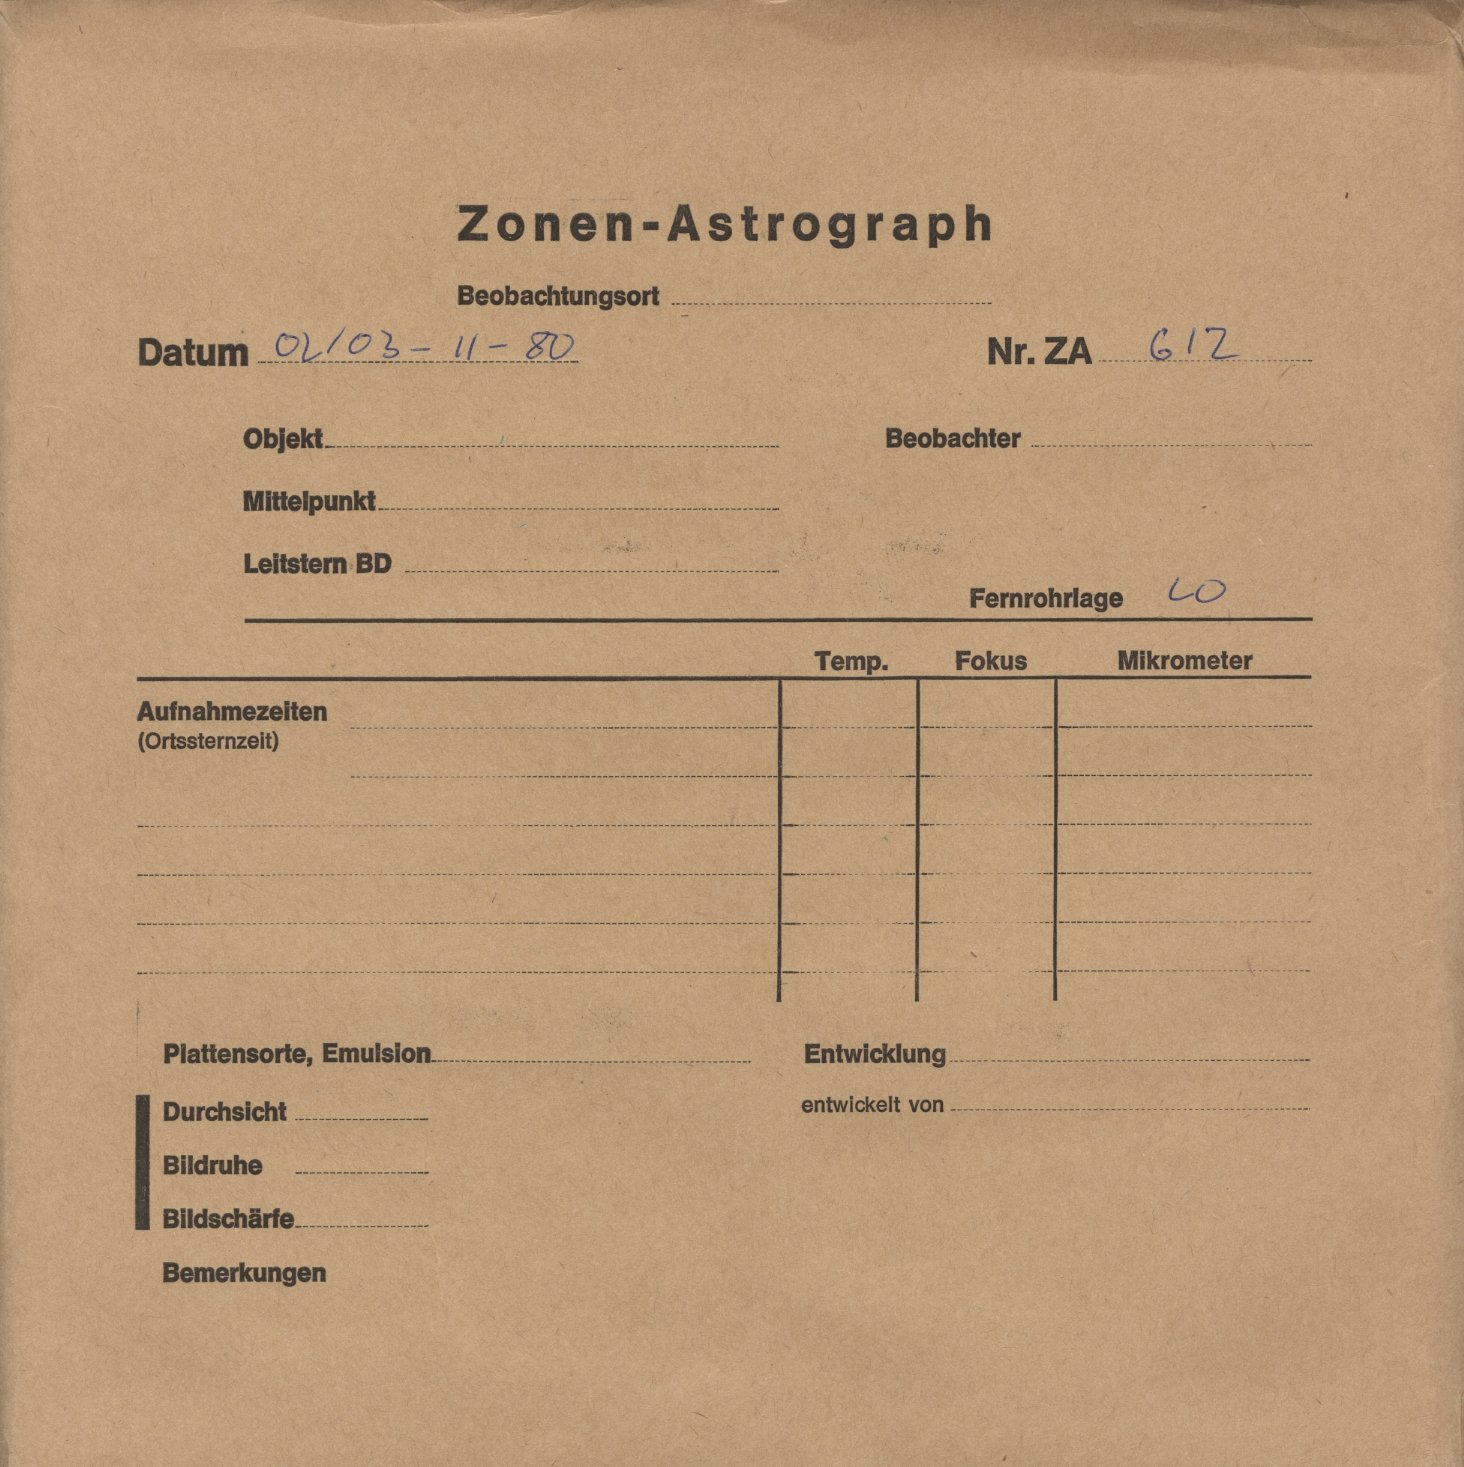 Zonen-Astrograph
Beobachtungsort
Datum 02/03-11-80
Nr. ZA 612
Objekt
Beobachter
Mittelpunkt
Leitstern BD
Fernrohrlage LO
Temp. Fokus Mikrometer
Aufnahmezeiten
(Ortssternzeit)
Plattensorte, Emulsion
Entwicklung
Durchsicht
entwickelt von
Bildruhe
Bildschärfe
Bemerkungen